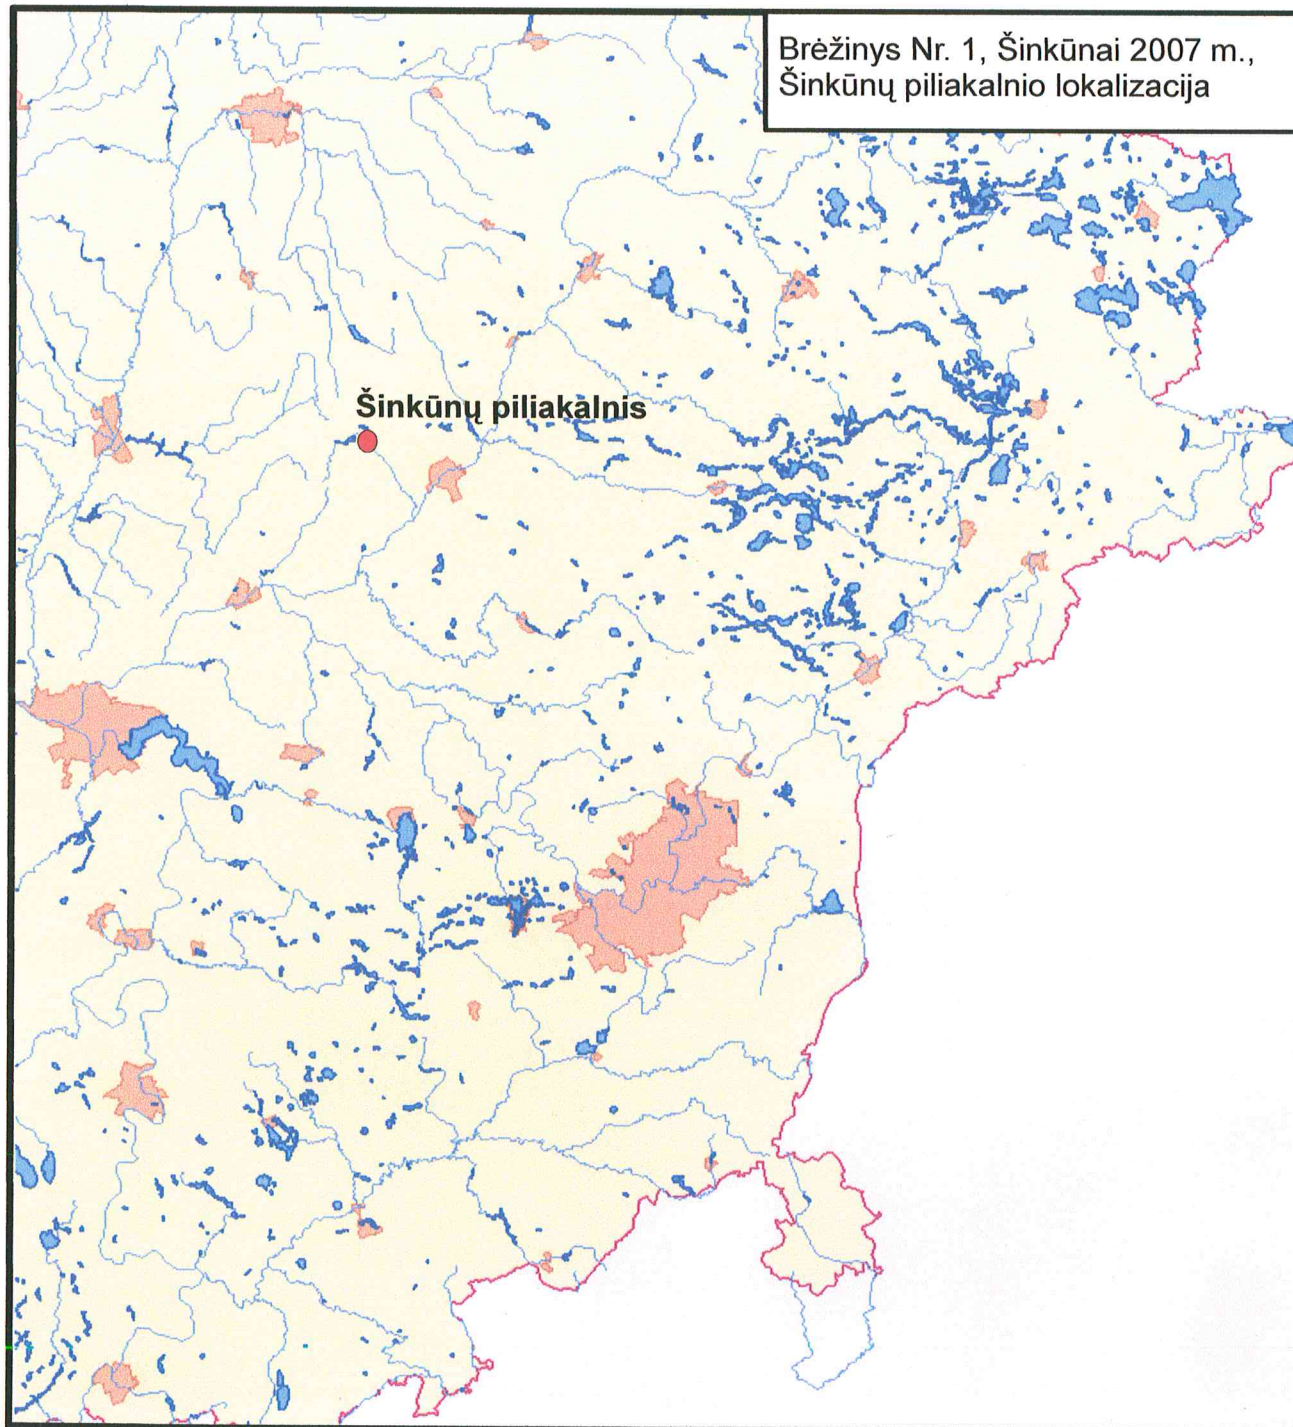 Brėžinys Nr. 1, Šinkūnai 2007 m.,
Šinkūnų piliakalnio lokalizacija
Šinkūnų piliakalnis